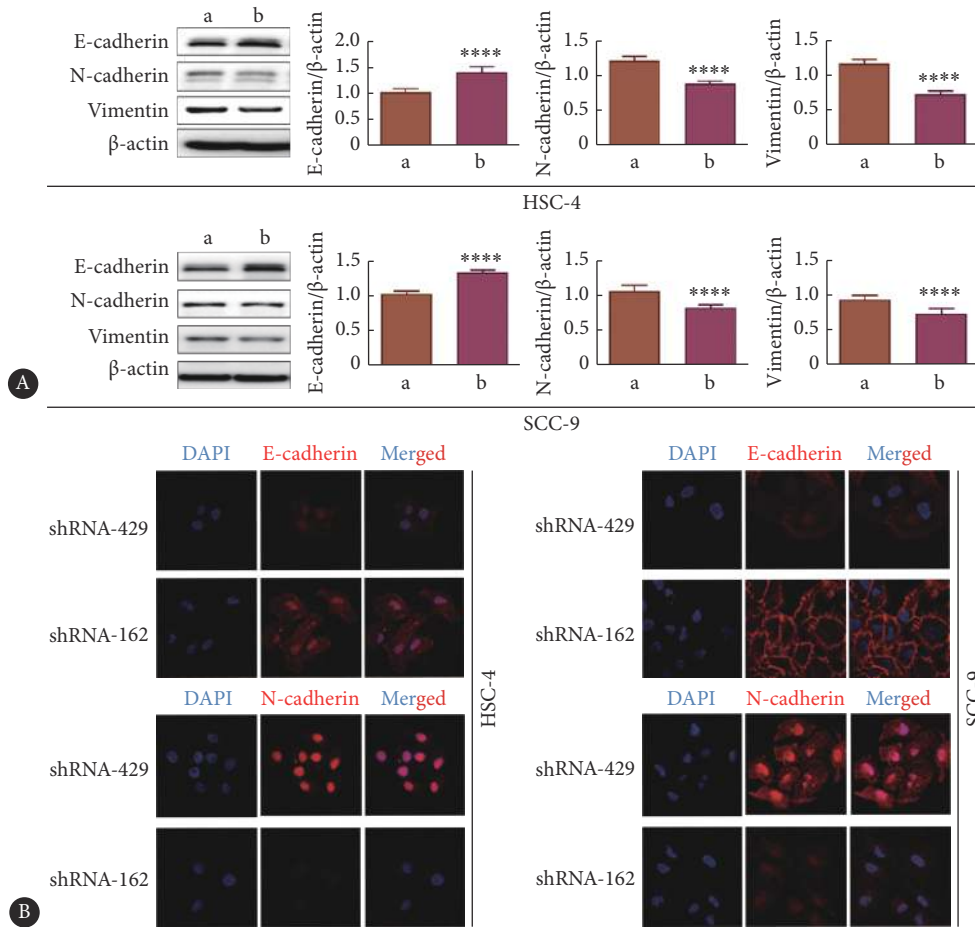 a b
E-cadherin
N-cadherin
Vimentin
β-actin
E-cadherin/β-actin
2.0
1.5
1.0
0.5
0
****
a b
N-cadherin/β-actin
1.5
1.0
0.5
0
****
a b
Vimentin/β-actin
1.5
1.0
0.5
0
****
a b
HSC-4
a b
E-cadherin
N-cadherin
Vimentin
β-actin
E-cadherin/β-actin
1.5
1.0
0.5
0
****
a b
N-cadherin/β-actin
1.5
1.0
0.5
0
****
a b
Vimentin/β-actin
1.5
1.0
0.5
0
****
a b
A
SCC-9
DAPI E-cadherin Merged
shRNA-429
shRNA-162
DAPI N-cadherin Merged
shRNA-429
shRNA-162
HSC-4
DAPI E-cadherin Merged
shRNA-429
shRNA-162
DAPI N-cadherin Merged
shRNA-429
shRNA-162
SCC-9
B